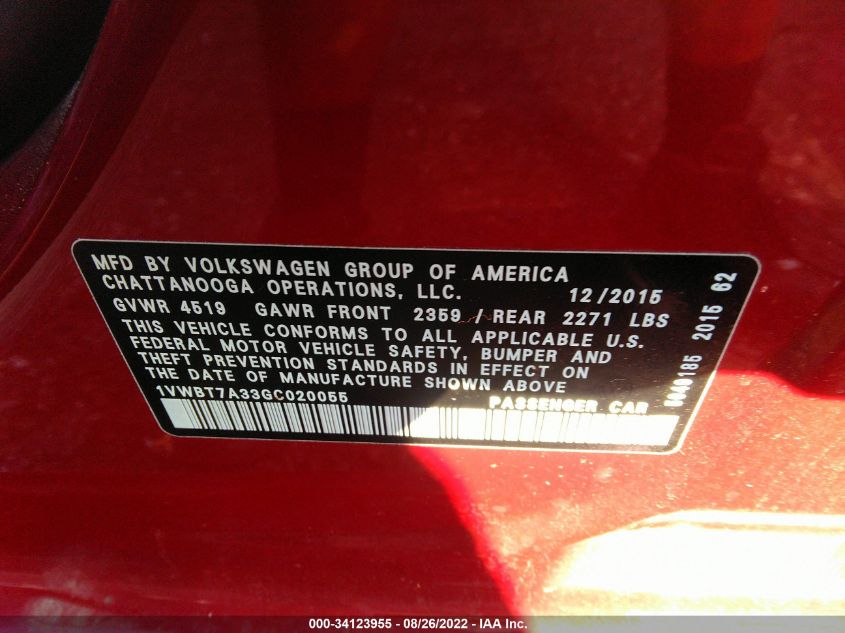 MFD BY VOLKSWAGEN GROUP OF AMERICA
CHATTANOOGA OPERATIONS, LLC. 12/2015
GVWR 4519 GAWR FRONT 2359 / REAR 2271 LBS
THIS VEHICLE CONFORMS TO ALL APPLICABLE U.S.
FEDERAL MOTOR VEHICLE SAFETY, BUMPER AND
THEFT PREVENTION STANDARDS IN EFFECT ON
THE DATE OF MANUFACTURE SHOWN ABOVE
1VWBT7A33GC020055 PASSENGER CAR
2015 62
000-34123955 - 08/26/2022 - IAA Inc.